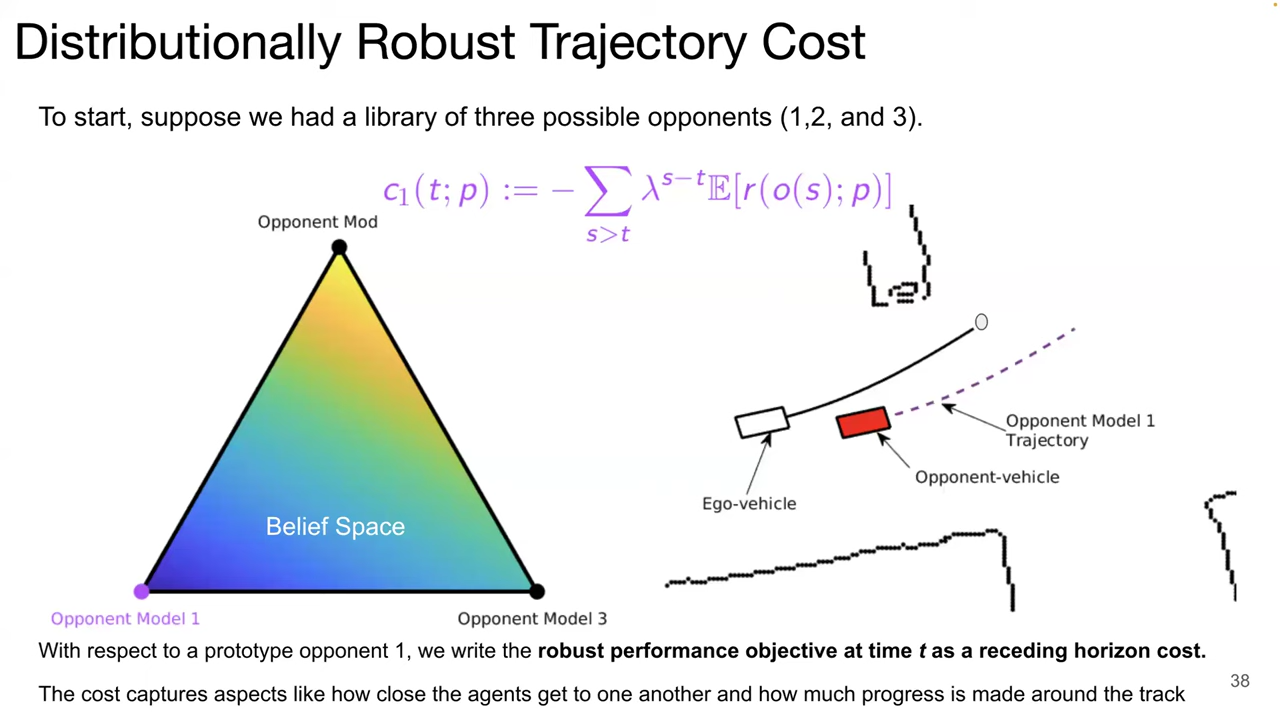 Distributionally Robust Trajectory Cost
To start, suppose we had a library of three possible opponents (1,2, and 3).
c₁(t; p) := − ∑ λˢ⁻ᵗ𝔼[r(o(s); p)]
s>t
Opponent Mod
Opponent Model 1
Trajectory
Opponent-vehicle
Ego-vehicle
Belief Space
Opponent Model 1
Opponent Model 3
With respect to a prototype opponent 1, we write the robust performance objective at time t as a receding horizon cost.
The cost captures aspects like how close the agents get to one another and how much progress is made around the track
38